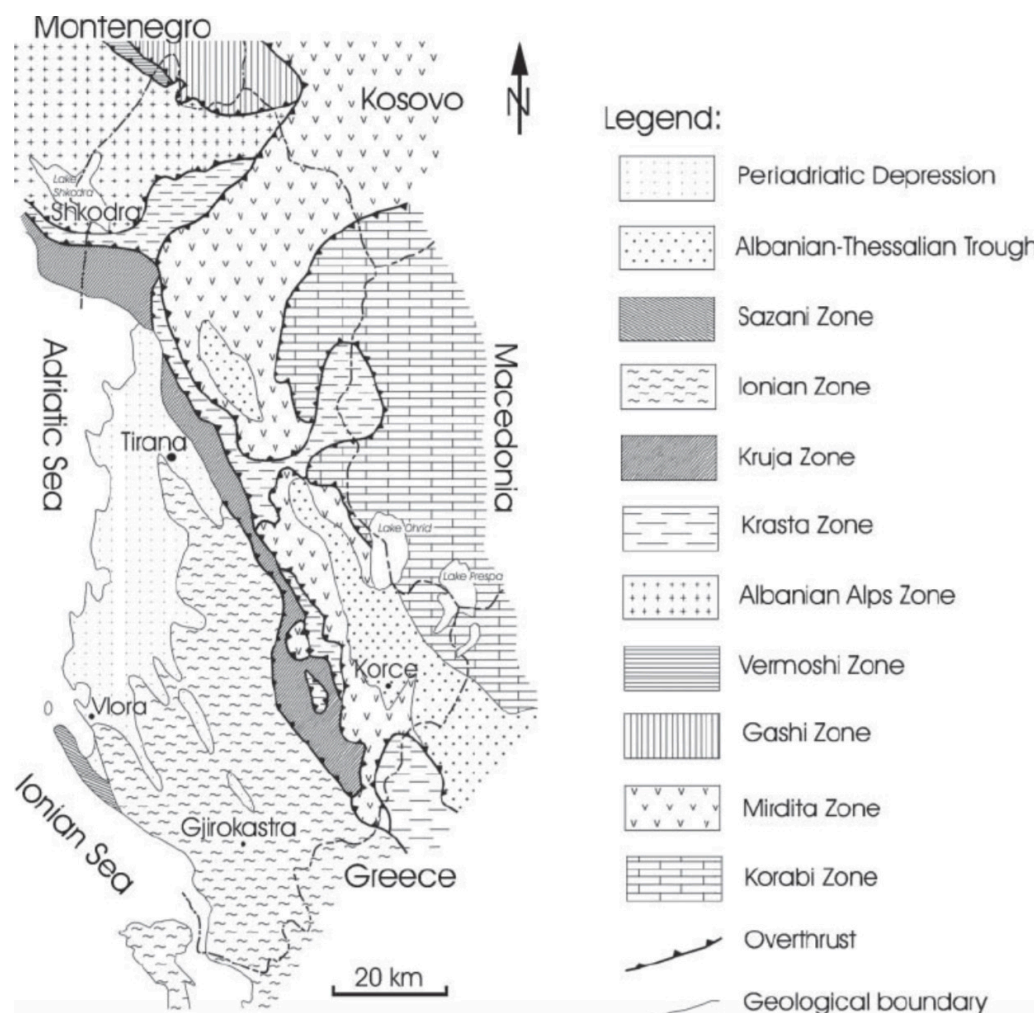 Montenegro
Kosovo
N
Lake
Shkodra
Shkodra
Adriatic Sea
Macedonia
Tirana
Lake Ohrid
Lake Prespa
Korce
Vlora
Ionian Sea
Gjirokastra
Greece
20 km
Legend:
Periadriatic Depression
Albanian-Thessalian Trough
Sazani Zone
Ionian Zone
Kruja Zone
Krasta Zone
Albanian Alps Zone
Vermoshi Zone
Gashi Zone
Mirdita Zone
Korabi Zone
Overthrust
Geological boundary